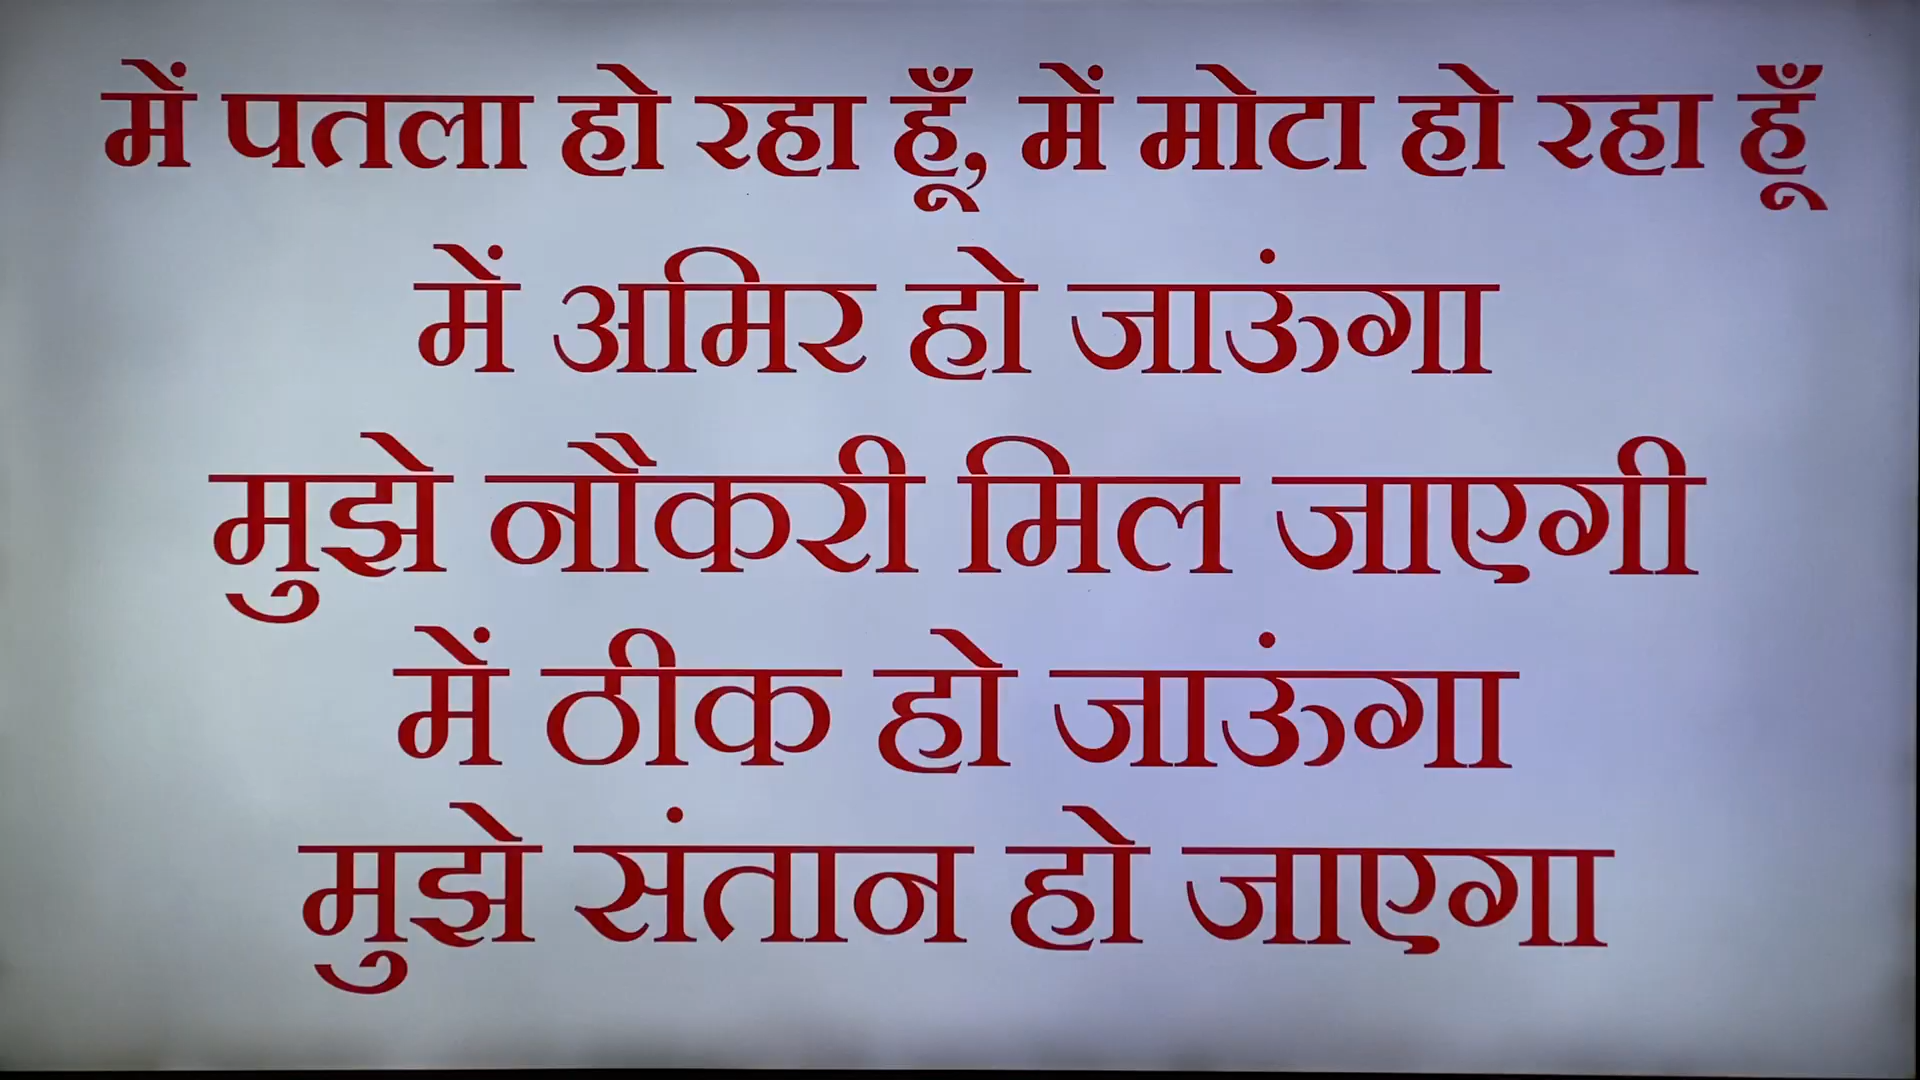 में पतला हो रहा हूँ, में मोटा हो रहा हूँ
में अमिर हो जाऊंगा
मुझे नौकरी मिल जाएगी
में ठीक हो जाऊंगा
मुझे संतान हो जाएगा